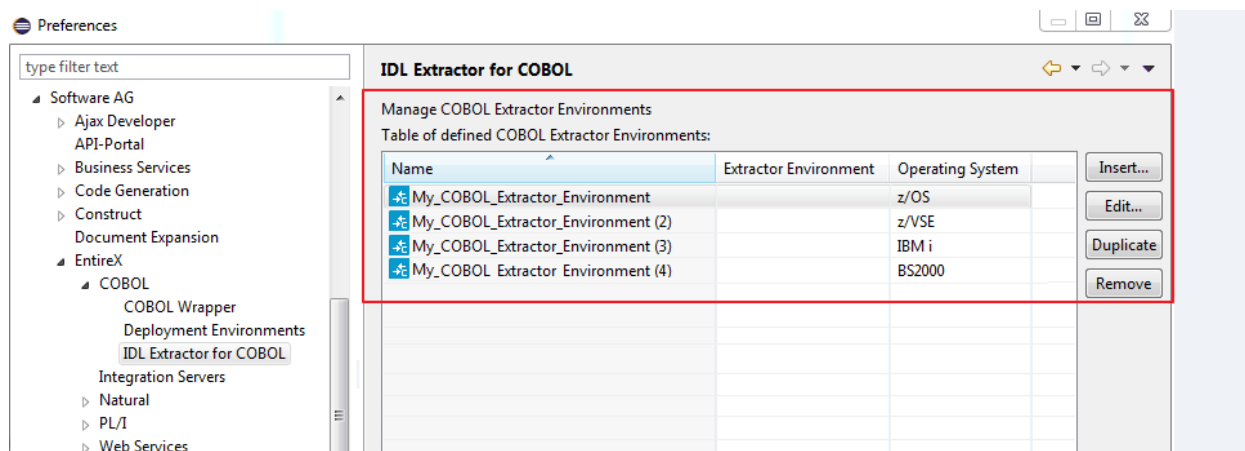 Preferences
type filter text
Software AG
Ajax Developer
API-Portal
Business Services
Code Generation
Construct
Document Expansion
EntireX
COBOL
COBOL Wrapper
Deployment Environments
IDL Extractor for COBOL
Integration Servers
Natural
PL/I
Web Services
IDL Extractor for COBOL
Manage COBOL Extractor Environments
Table of defined COBOL Extractor Environments:
Name Extractor Environment Operating System
My_COBOL_Extractor_Environment z/OS
My_COBOL_Extractor_Environment (2) z/VSE
My_COBOL_Extractor_Environment (3) IBM i
My_COBOL Extractor Environment (4) BS2000
Insert...
Edit...
Duplicate
Remove